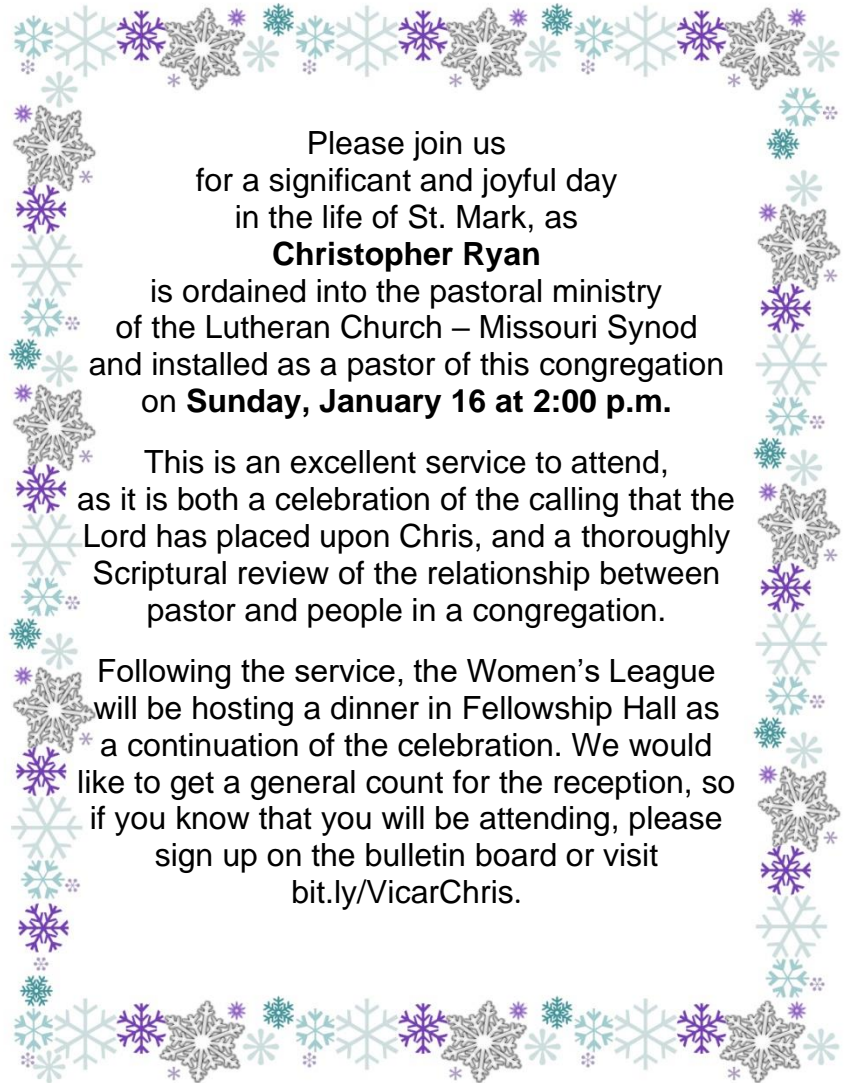 Please join us
for a significant and joyful day
in the life of St. Mark, as
Christopher Ryan
is ordained into the pastoral ministry
of the Lutheran Church – Missouri Synod
and installed as a pastor of this congregation
on Sunday, January 16 at 2:00 p.m.
This is an excellent service to attend,
as it is both a celebration of the calling that the
Lord has placed upon Chris, and a thoroughly
Scriptural review of the relationship between
pastor and people in a congregation.
Following the service, the Women’s League
will be hosting a dinner in Fellowship Hall as
a continuation of the celebration. We would
like to get a general count for the reception, so
if you know that you will be attending, please
sign up on the bulletin board or visit
bit.ly/VicarChris.